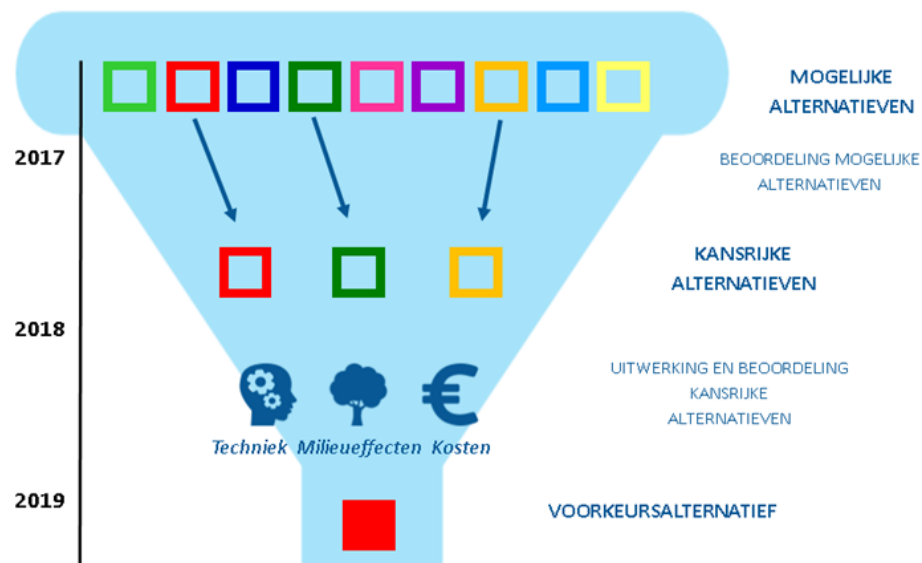 MOGELIJKE
ALTERNATIEVEN
2017
BEOORDELING MOGELIJKE
ALTERNATIEVEN
KANSRIJKE
ALTERNATIEVEN
2018
UITWERKING EN BEOORDELING
KANSRIJKE
ALTERNATIEVEN
€
Techniek Milieueffecten Kosten
2019
VOORKEURSALTERNATIEF